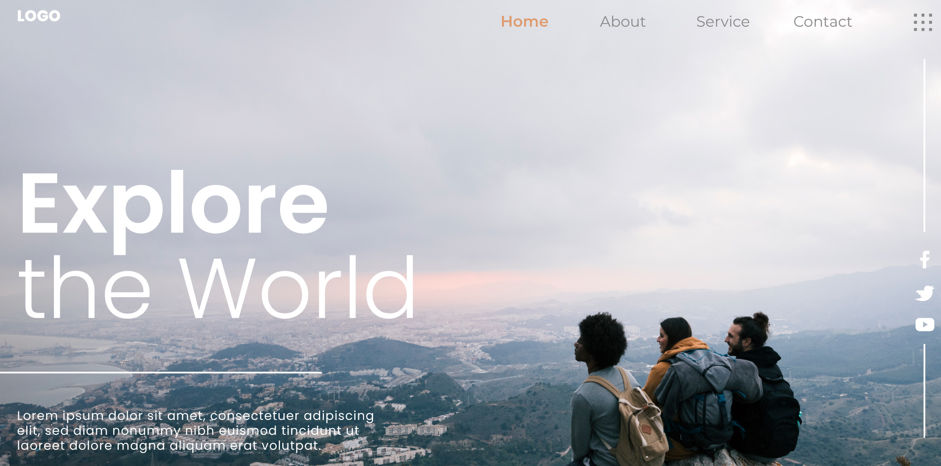 LOGO
Home About Service Contact
Explore
the World
Lorem ipsum dolor sit amet, consectetuer adipiscing
elit, sed diam nonummy nibh euismod tincidunt ut
laoreet dolore magna aliquam erat volutpat.